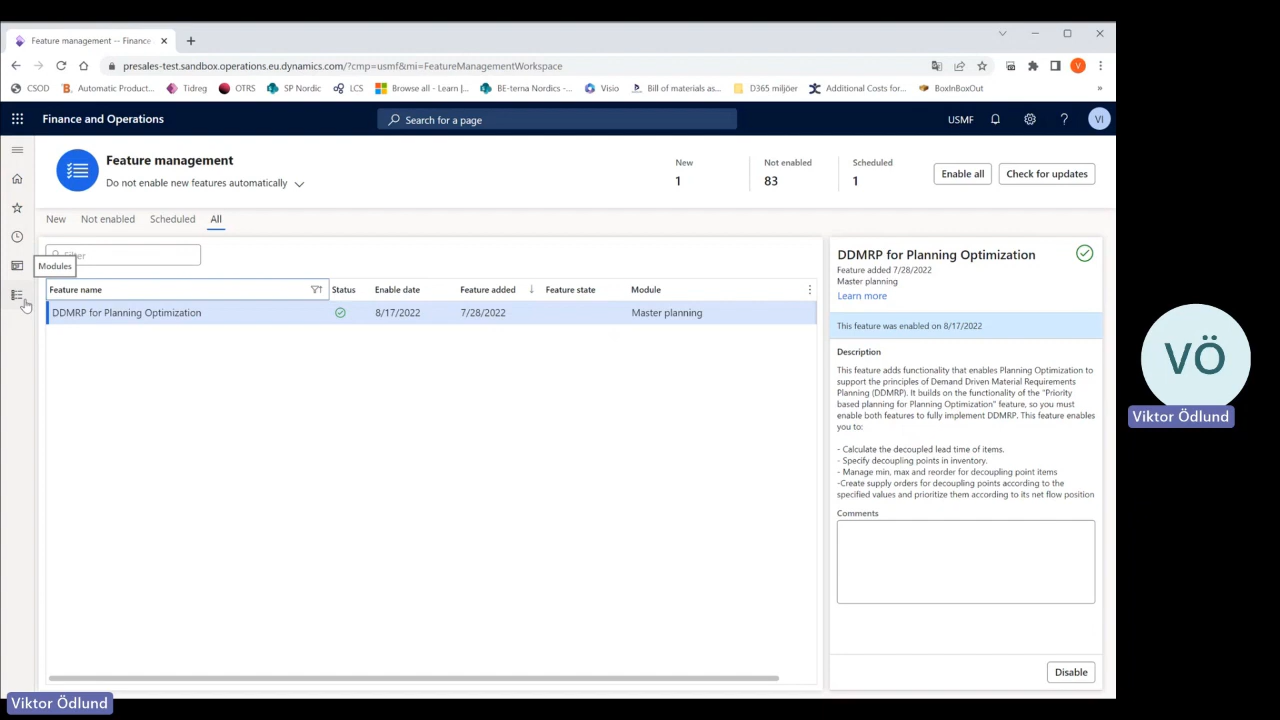 Feature management -- Finance
presales-test.sandbox.operations.eu.dynamics.com/?cmp=usmf&mi=FeatureManagementWorkspace
V
CSOD
Automatic Product...
Tidreg
OTRS
SP Nordic
LCS
Browse all - Learn |...
BE-terna Nordics -...
Visio
Bill of materials as...
D365 miljöer
Additional Costs for...
BoxInBoxOut
»
Finance and Operations
Search for a page
USMF
?
VI
Feature management
Do not enable new features automatically
New
1
Not enabled
83
Scheduled
1
Enable all
Check for updates
New
Not enabled
Scheduled
All
Filter
Modules
Feature name
Status
Enable date
Feature added
Feature state
Module
DDMRP for Planning Optimization
8/17/2022
7/28/2022
Master planning
DDMRP for Planning Optimization
Feature added 7/28/2022
Master planning
Learn more
This feature was enabled on 8/17/2022
Description
This feature adds functionality that enables Planning Optimization to
support the principles of Demand Driven Material Requirements
Planning (DDMRP). It builds on the functionality of the "Priority
based planning for Planning Optimization" feature, so you must
enable both features to fully implement DDMRP. This feature enables
you to:
- Calculate the decoupled lead time of items.
- Specify decoupling points in inventory.
- Manage min, max and reorder for decoupling point items
-Create supply orders for decoupling points according to the
specified values and prioritize them according to its net flow position
Comments
Disable
VÖ
Viktor Ödlund
Viktor Ödlund